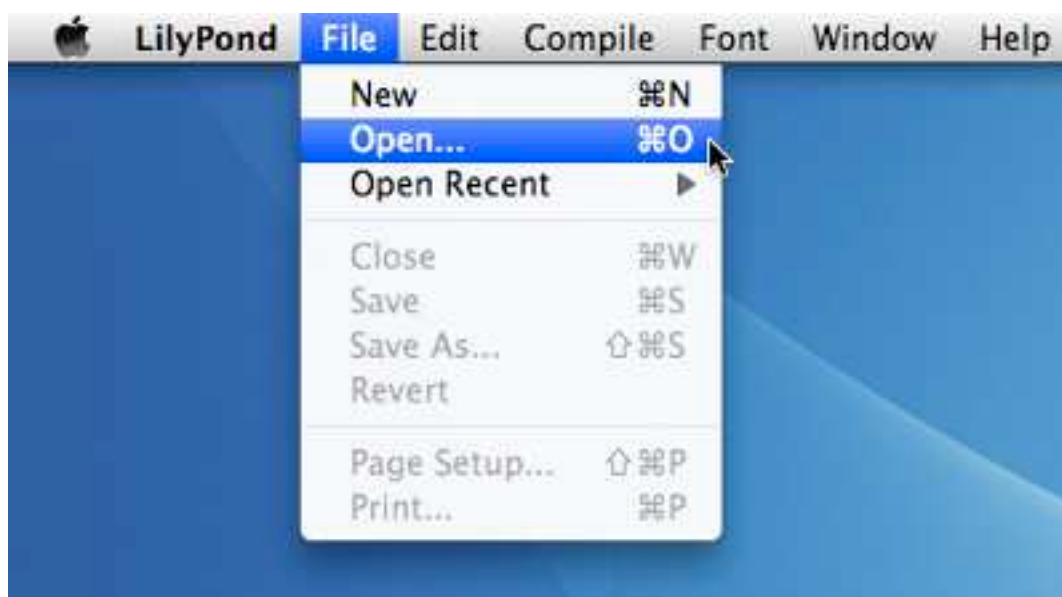 LilyPond File Edit Compile Font Window Help
New ⌘N
Open... ⌘O
Open Recent ▶
Close ⌘W
Save ⌘S
Save As... ⇧⌘S
Revert
Page Setup... ⇧⌘P
Print... ⌘P